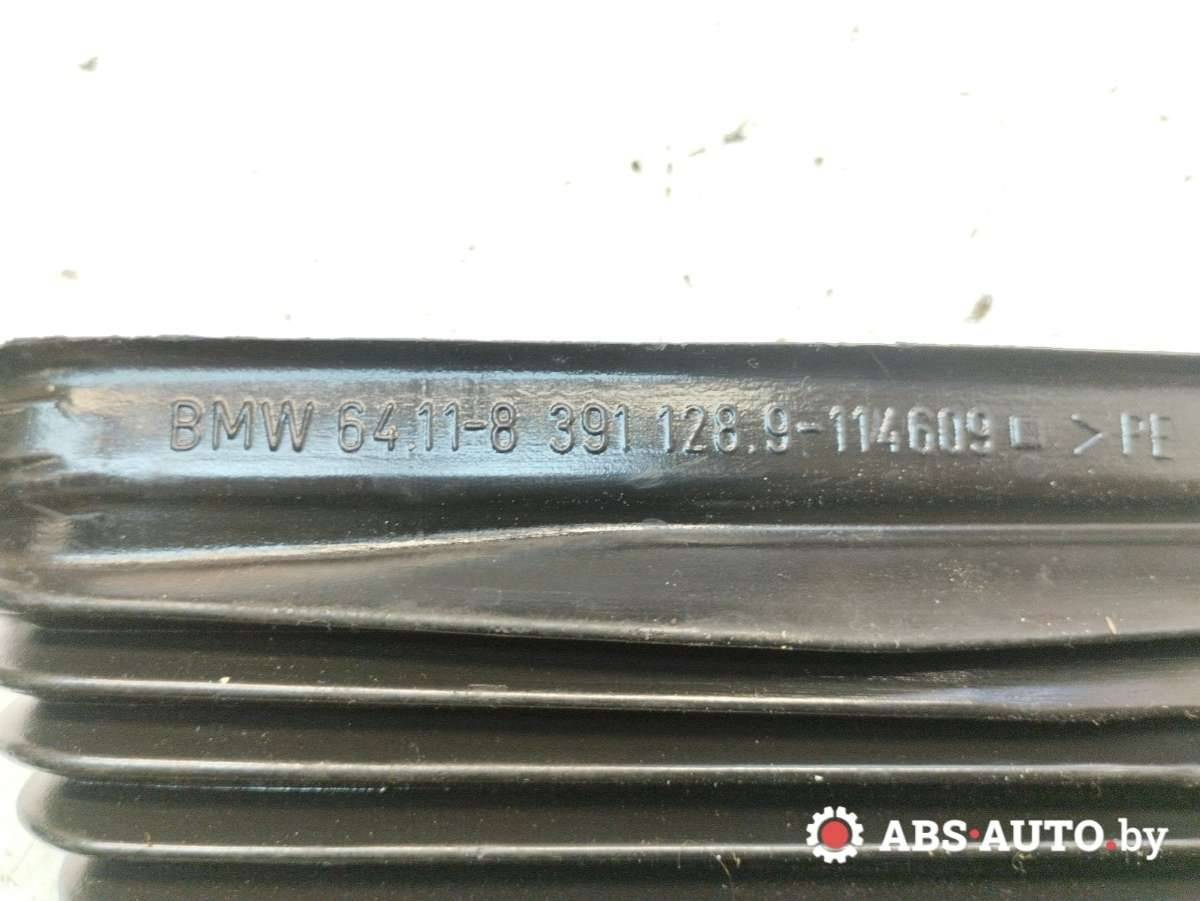 BMW 64.11-8 391 128.9-114609 □ >PE
ABS-AUTO.by